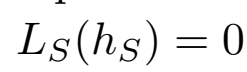 L_S(h_S) = 0